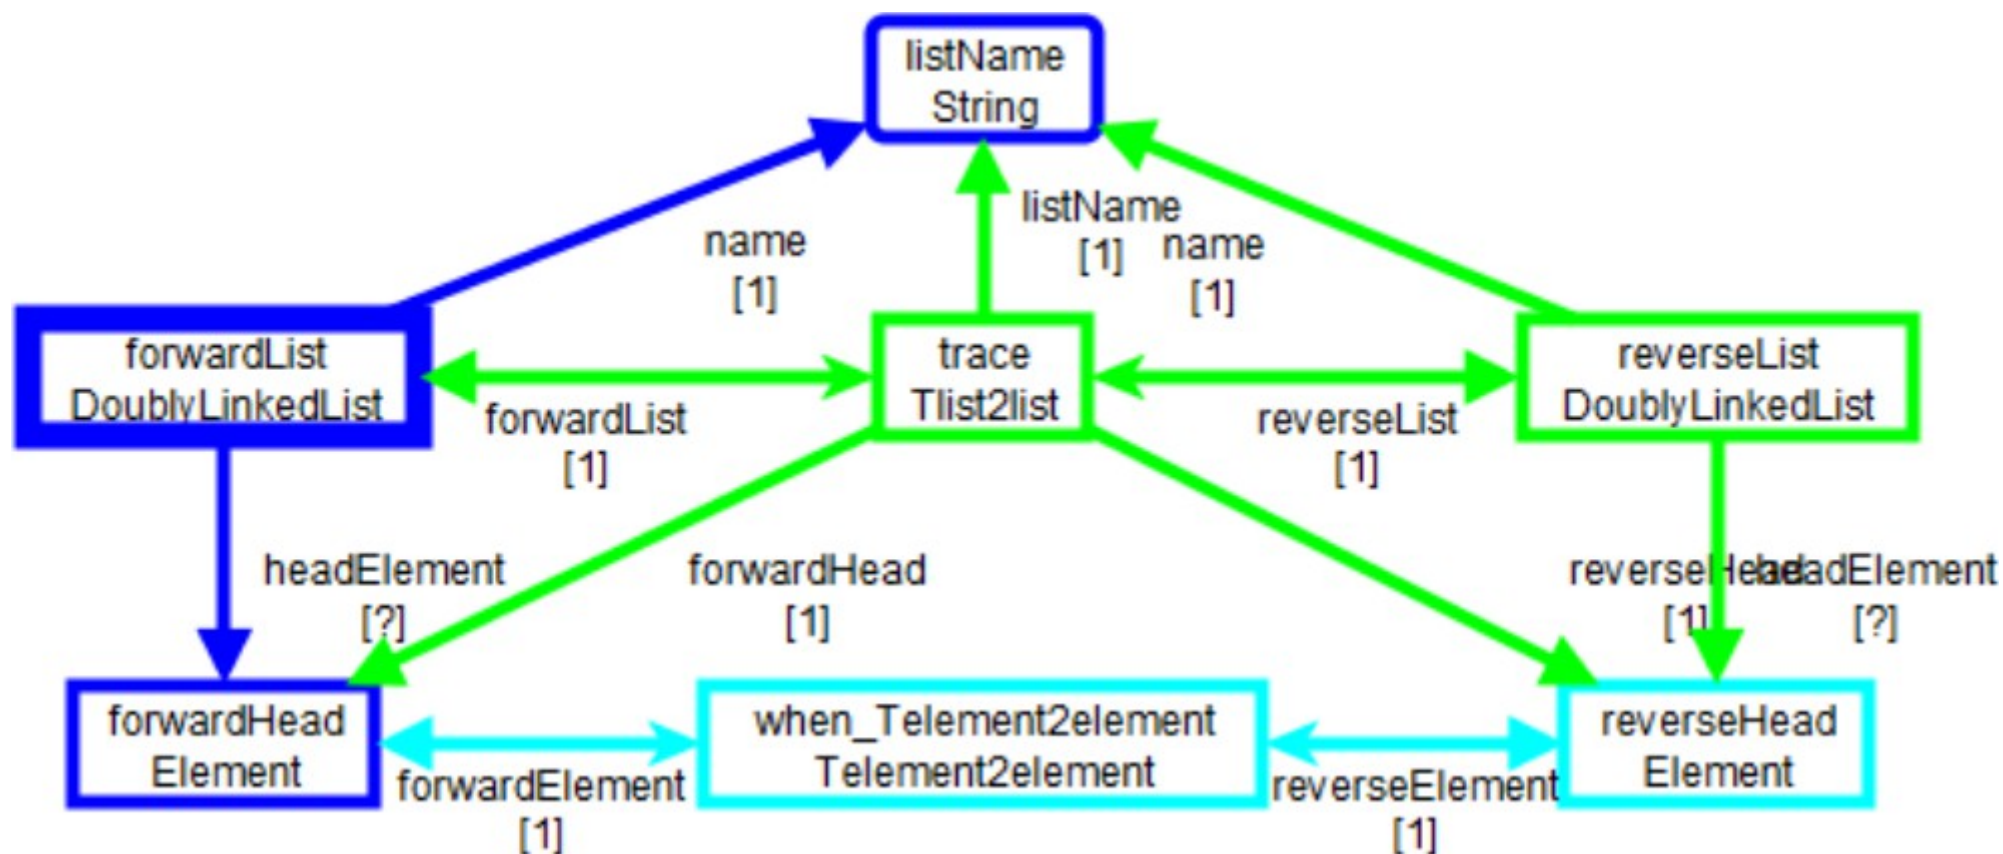 listName
String
listName
[1]
name
[1]
name
[1]
forwardList
DoublyLinkedList
trace
Tlist2list
reverseList
DoublyLinkedList
forwardList
[1]
reverseList
[1]
headElement
[?]
forwardHead
[1]
reverseHead
[1]
headElement
[?]
forwardHead
Element
when_Telement2element
Telement2element
reverseHead
Element
forwardElement
[1]
reverseElement
[1]